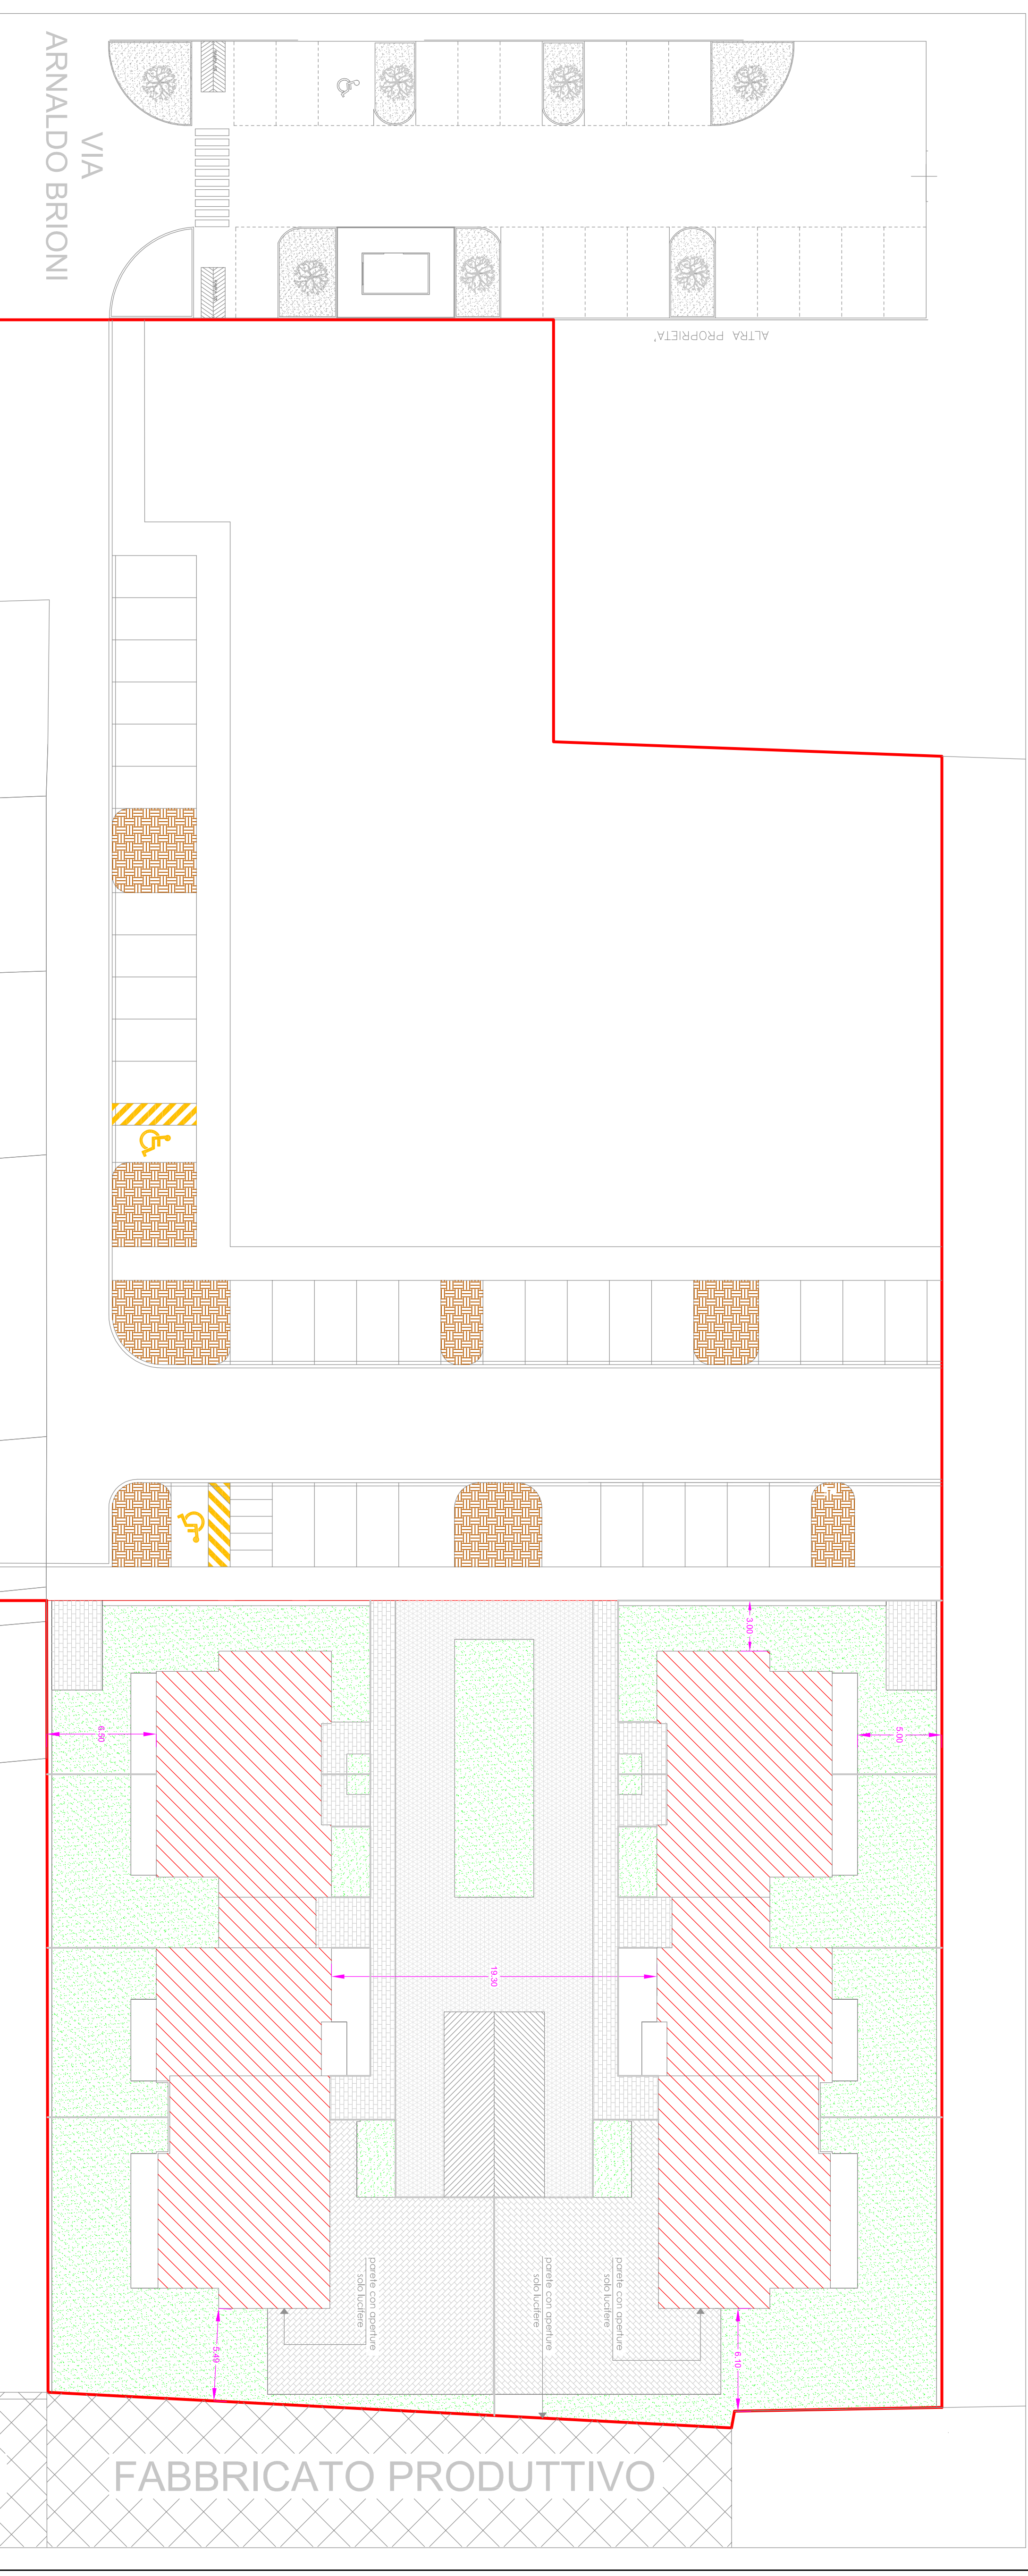 VIA
ARNALDO BRIONI
ALTRA PROPRIETA'
3.00
6.50
5.00
19.30
parete con aperture
solo lucifere
parete con aperture
solo lucifere
parete con aperture
solo lucifere
5.49
6.10
FABBRICATO PRODUTTIVO